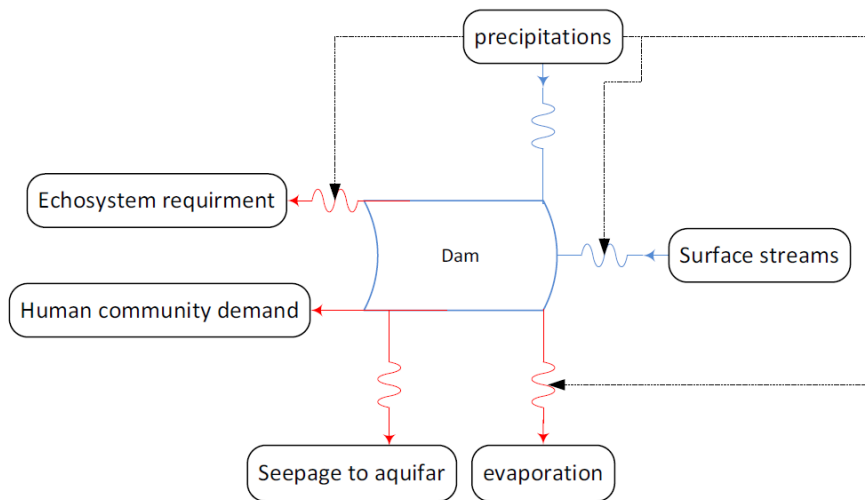 precipitations
Echosystem requirment
Dam
Surface streams
Human community demand
Seepage to aquifar
evaporation